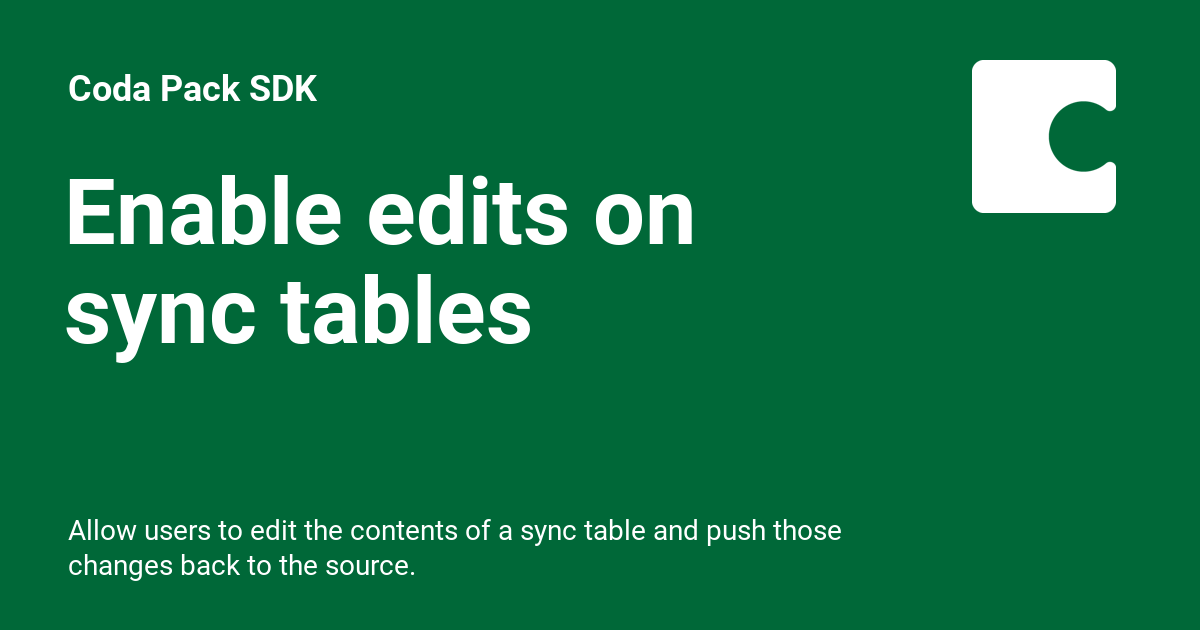 Coda Pack SDK
Enable edits on
sync tables
Allow users to edit the contents of a sync table and push those
changes back to the source.